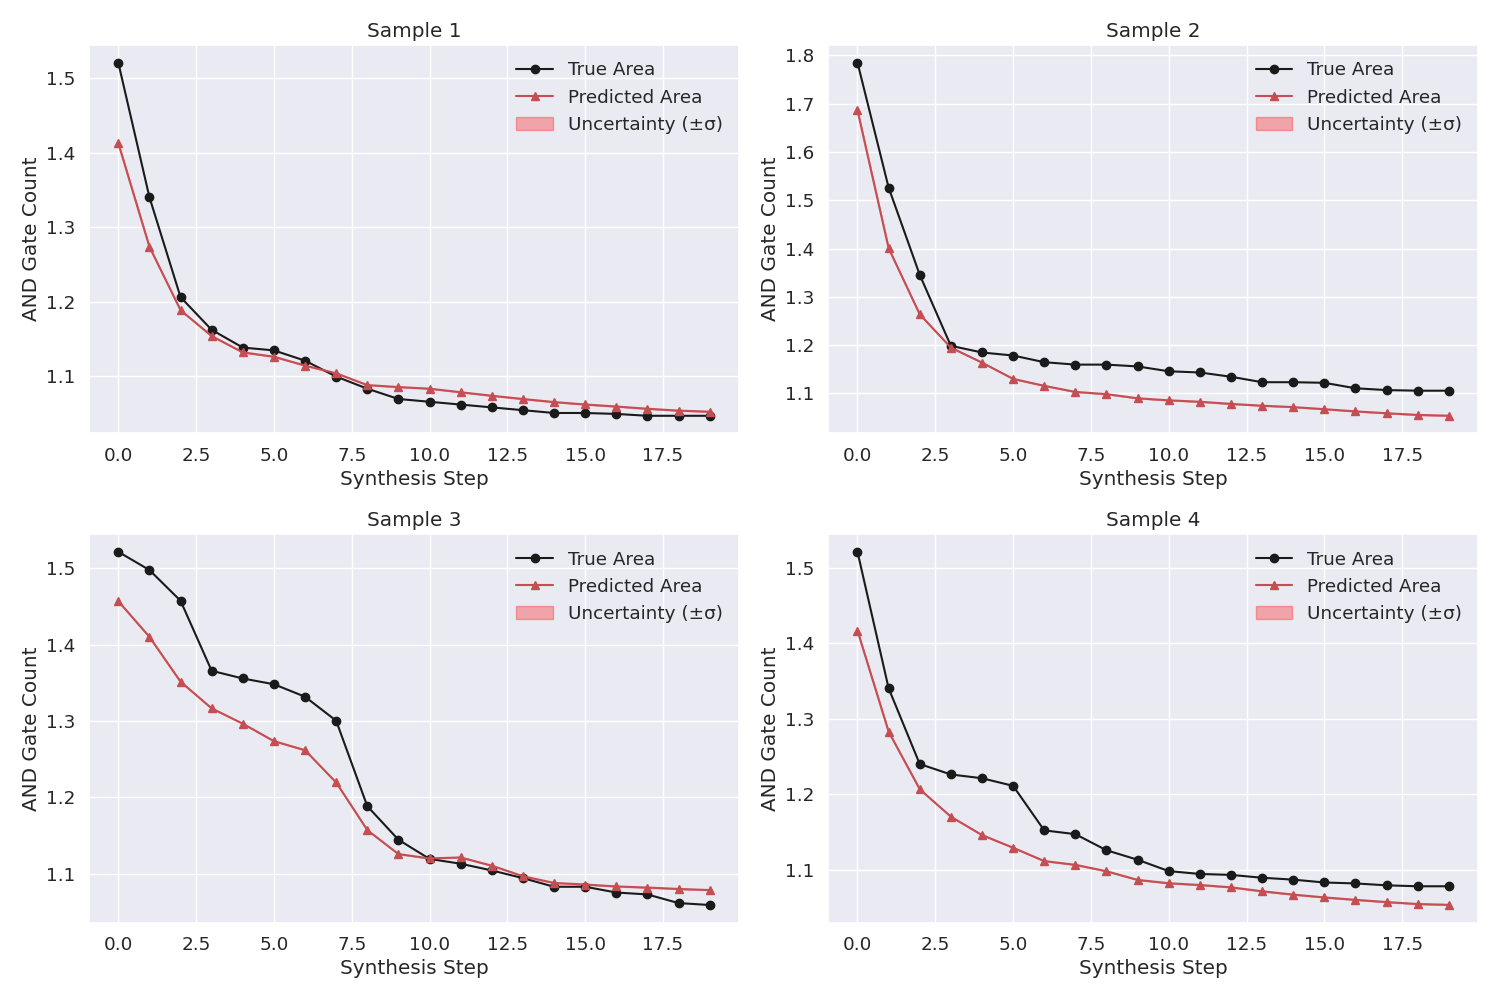 Sample 1
True Area
Predicted Area
Uncertainty (±σ)
AND Gate Count
1.5
1.4
1.3
1.2
1.1
0.0 2.5 5.0 7.5 10.0 12.5 15.0 17.5
Synthesis Step
Sample 2
True Area
Predicted Area
Uncertainty (±σ)
AND Gate Count
1.8
1.7
1.6
1.5
1.4
1.3
1.2
1.1
0.0 2.5 5.0 7.5 10.0 12.5 15.0 17.5
Synthesis Step
Sample 3
True Area
Predicted Area
Uncertainty (±σ)
AND Gate Count
1.5
1.4
1.3
1.2
1.1
0.0 2.5 5.0 7.5 10.0 12.5 15.0 17.5
Synthesis Step
Sample 4
True Area
Predicted Area
Uncertainty (±σ)
AND Gate Count
1.5
1.4
1.3
1.2
1.1
0.0 2.5 5.0 7.5 10.0 12.5 15.0 17.5
Synthesis Step